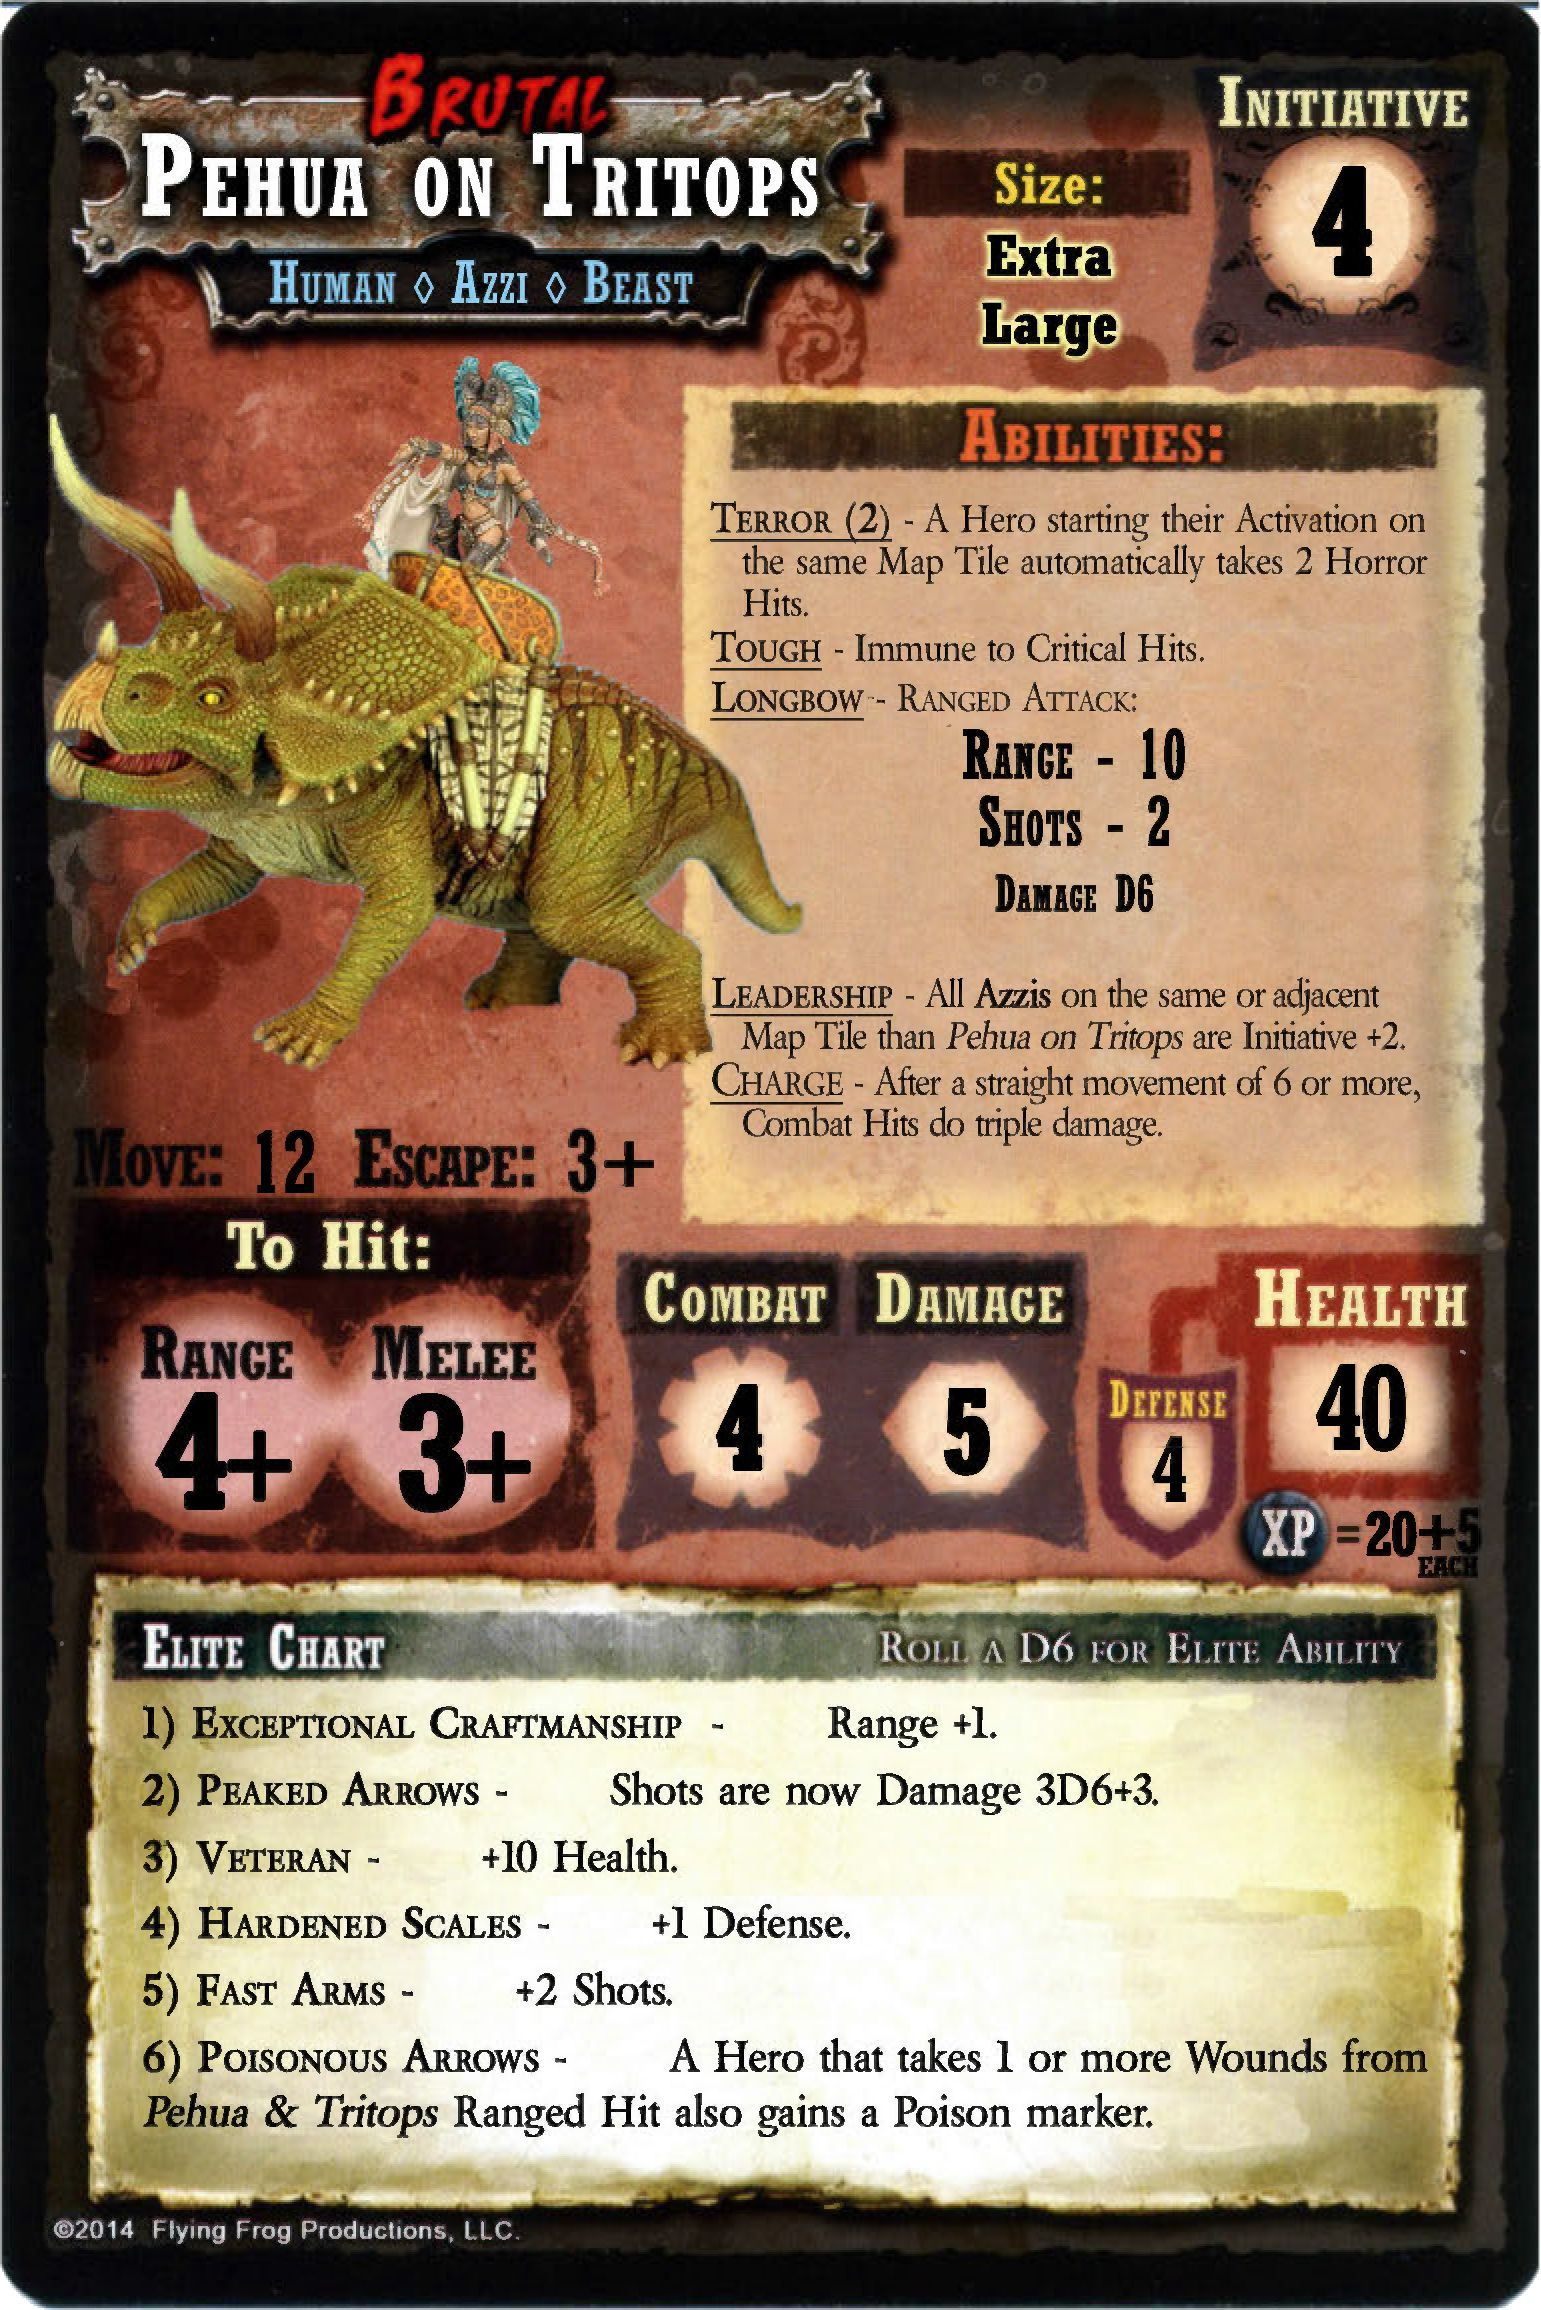 BRUTAL
PEHUA ON TRITOPS
HUMAN ◊ AZZI ◊ BEAST
Size:
Extra
Large
INITIATIVE
4
ABILITIES:
TERROR (2) - A Hero starting their Activation on
the same Map Tile automatically takes 2 Horror
Hits.
TOUGH - Immune to Critical Hits.
LONGBOW - RANGED ATTACK:
RANGE - 10
SHOTS - 2
DAMAGE D6
LEADERSHIP - All Azzis on the same or adjacent
Map Tile than Pehua on Tritops are Initiative +2.
CHARGE - After a straight movement of 6 or more,
Combat Hits do triple damage.
MOVE: 12 ESCAPE: 3+
To Hit:
RANGE
4+
MELEE
3+
COMBAT
4
DAMAGE
5
DEFENSE
4
HEALTH
40
XP =20+5
EACH
ELITE CHART ROLL A D6 FOR ELITE ABILITY
1) EXCEPTIONAL CRAFTMANSHIP - Range +1.
2) PEAKED ARROWS - Shots are now Damage 3D6+3.
3) VETERAN - +10 Health.
4) HARDENED SCALES - +1 Defense.
5) FAST ARMS - +2 Shots.
6) POISONOUS ARROWS - A Hero that takes 1 or more Wounds from
Pehua & Tritops Ranged Hit also gains a Poison marker.
©2014 Flying Frog Productions, LLC.